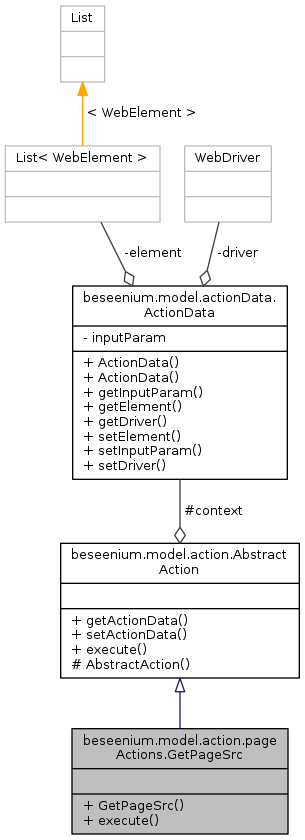 List
< WebElement >
List< WebElement >
WebDriver
-element
-driver
beseenium.model.actionData.
ActionData
- inputParam
+ ActionData()
+ ActionData()
+ getInputParam()
+ getElement()
+ getDriver()
+ setElement()
+ setInputParam()
+ setDriver()
#context
beseenium.model.action.Abstract
Action
+ getActionData()
+ setActionData()
+ execute()
# AbstractAction()
beseenium.model.action.page
Actions.GetPageSrc
+ GetPageSrc()
+ execute()